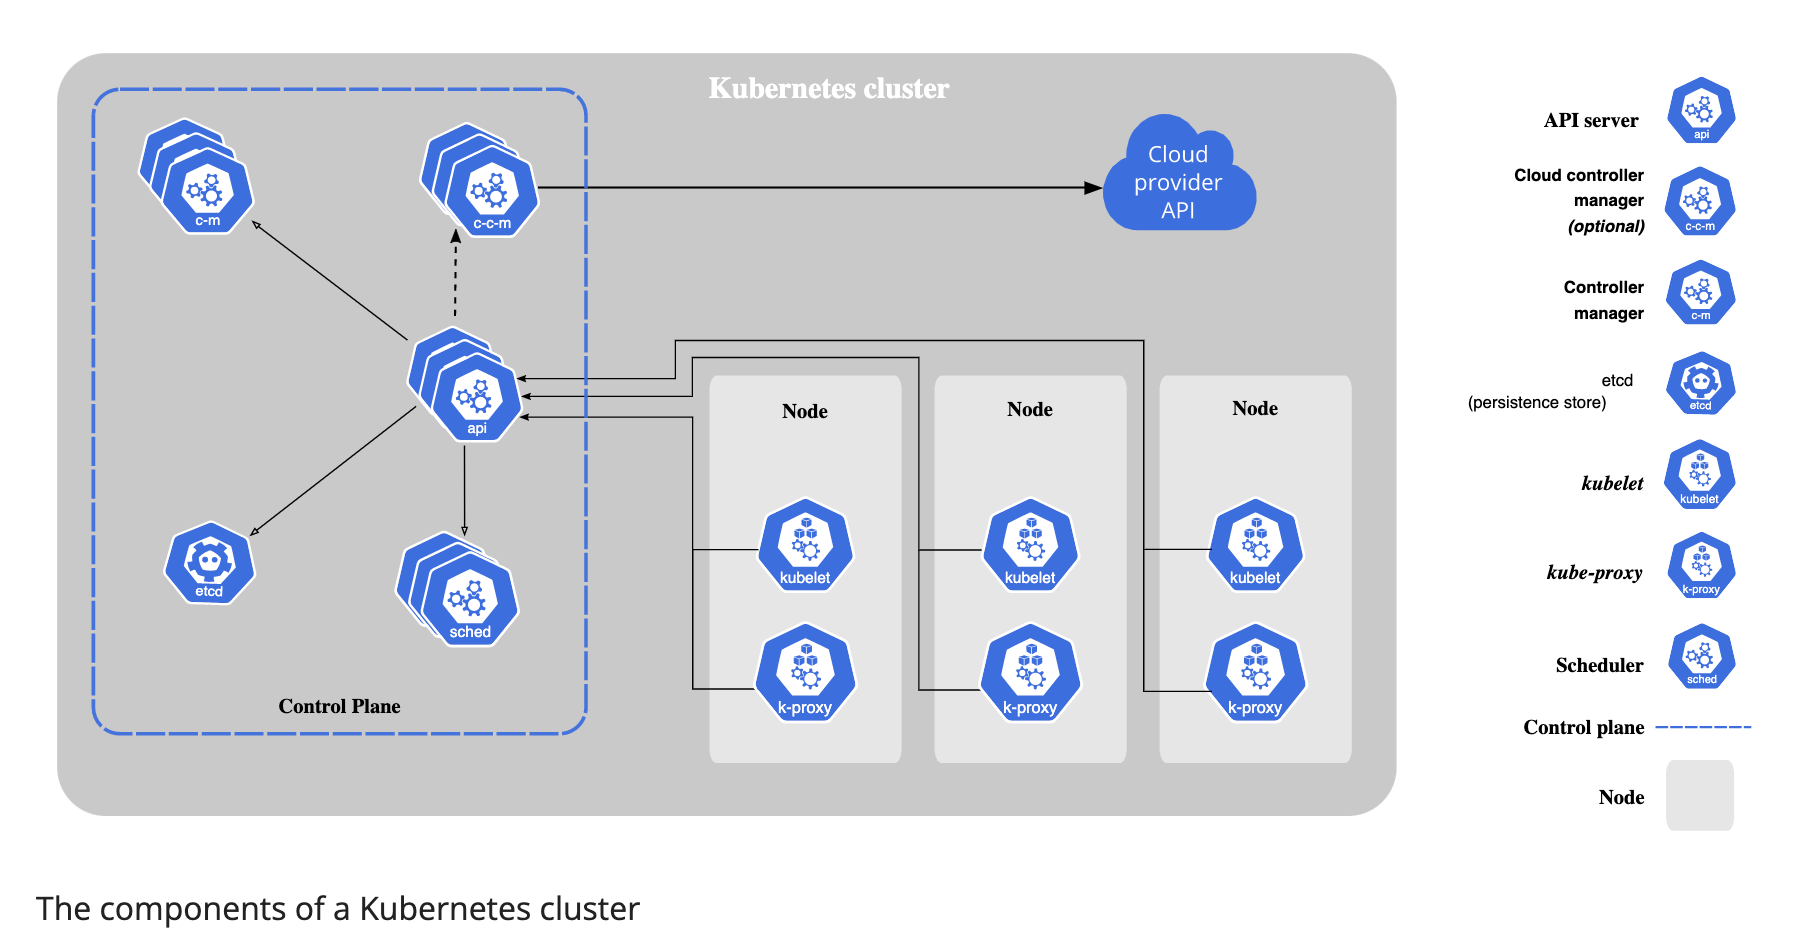 Kubernetes cluster
c-m
c-c-m
Cloud
provider
API
api
etcd
sched
Control Plane
Node
Node
Node
kubelet
kubelet
kubelet
k-proxy
k-proxy
k-proxy
API server
api
Cloud controller
manager
(optional)
c-c-m
Controller
manager
c-m
etcd
(persistence store)
etcd
kubelet
kubelet
kube-proxy
k-proxy
Scheduler
sched
Control plane
Node
The components of a Kubernetes cluster